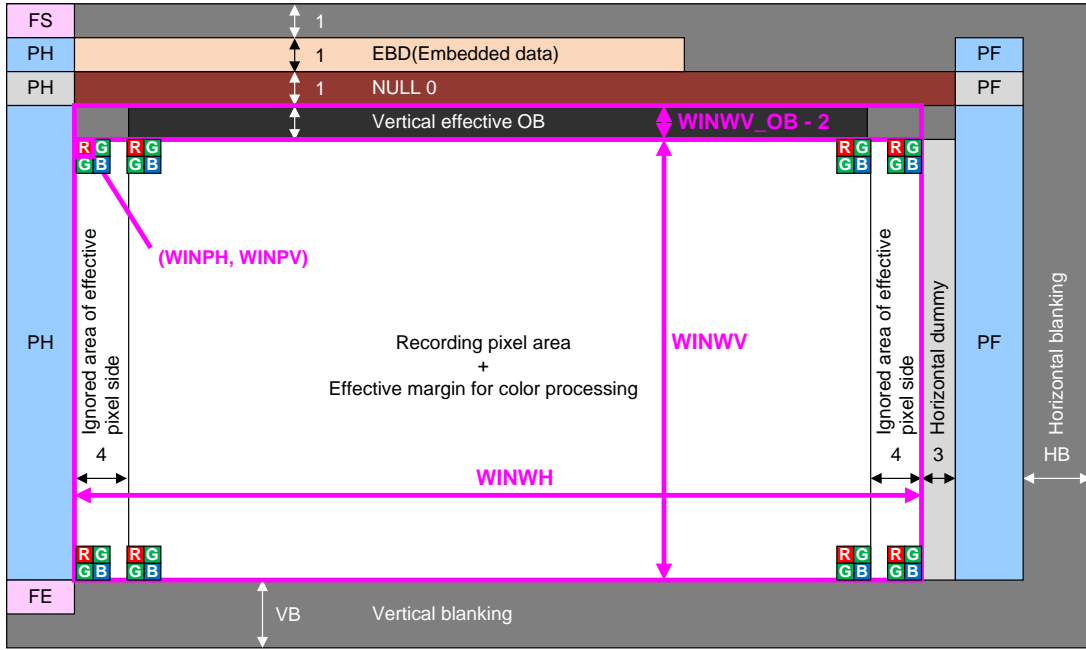 FS
1
PH
1
EBD(Embedded data)
PF
PH
1
NULL 0
PF
Vertical effective OB
WINWV_OB - 2
R G R G
G B G B
R G R G
G B G B
(WINPH, WINPV)
PH
Ignored area of effective
pixel side
4
Recording pixel area
+
Effective margin for color processing
WINWV
WINWH
Ignored area of effective
pixel side
4
Horizontal dummy
3
PF
Horizontal blanking
HB
R G R G
G B G B
R G R G
G B G B
FE
VB
Vertical blanking